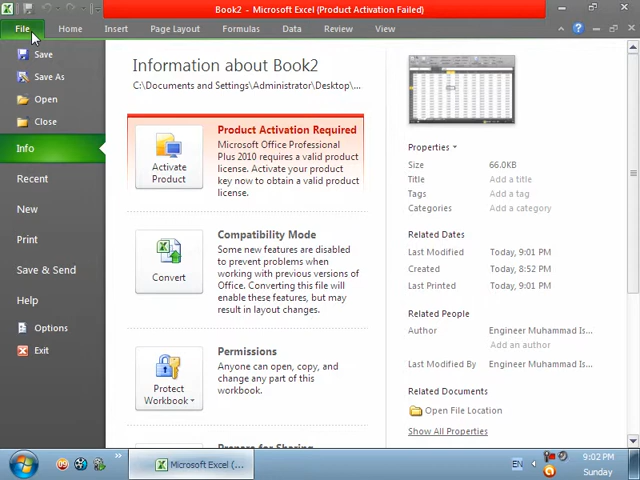 Book2 - Microsoft Excel (Product Activation Failed)
File Home Insert Page Layout Formulas Data Review View
Save
Save As
Open
Close
Info
Recent
New
Print
Save & Send
Help
Options
Exit
Information about Book2
C:\Documents and Settings\Administrator\Desktop\...
Activate
Product
Product Activation Required
Microsoft Office Professional
Plus 2010 requires a valid product
license. Activate your product
key now to obtain a valid product
license.
Convert
Compatibility Mode
Some new features are disabled
to prevent problems when
working with previous versions of
Office. Converting this file will
enable these features, but may
result in layout changes.
Protect
Workbook
Permissions
Anyone can open, copy, and
change any part of this
workbook.
Prepare for Sharing
Properties
Size 66.0KB
Title Add a title
Tags Add a tag
Categories Add a category
Related Dates
Last Modified Today, 9:01 PM
Created Today, 8:52 PM
Last Printed Today, 9:01 PM
Related People
Author Engineer Muhammad Is...
Add an author
Last Modified By Engineer Muhammad Is...
Related Documents
Open File Location
Show All Properties
Microsoft Excel (...
EN
9:02 PM
Sunday